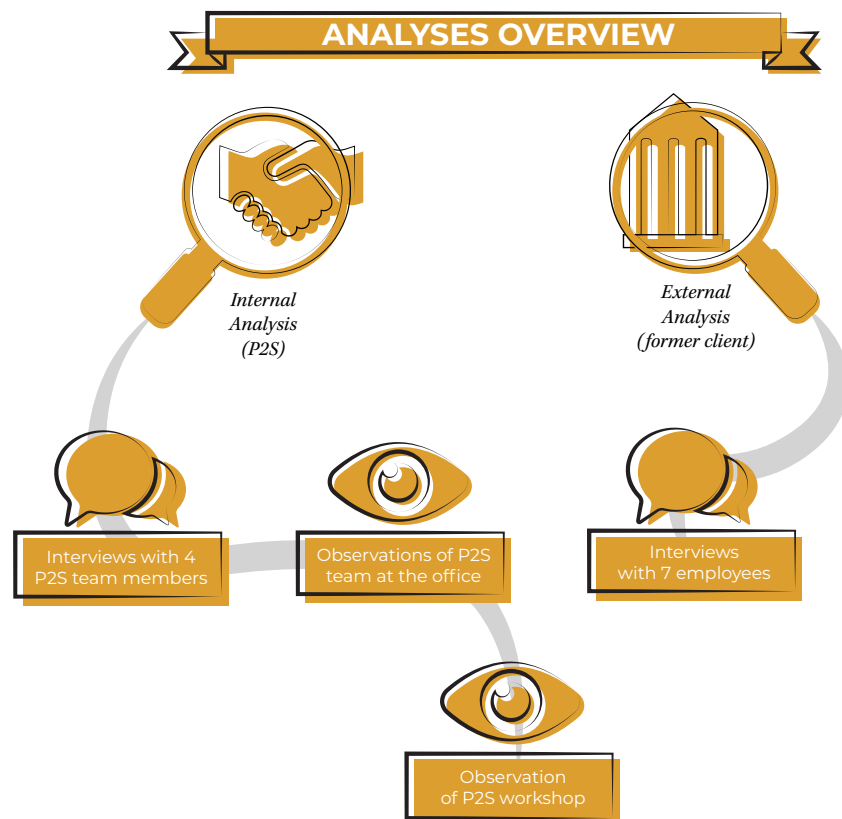 ANALYSES OVERVIEW
Internal
Analysis
(P2S)
External
Analysis
(former client)
Interviews with 4
P2S team members
Observations of P2S
team at the office
Interviews
with 7 employees
Observation
of P2S workshop